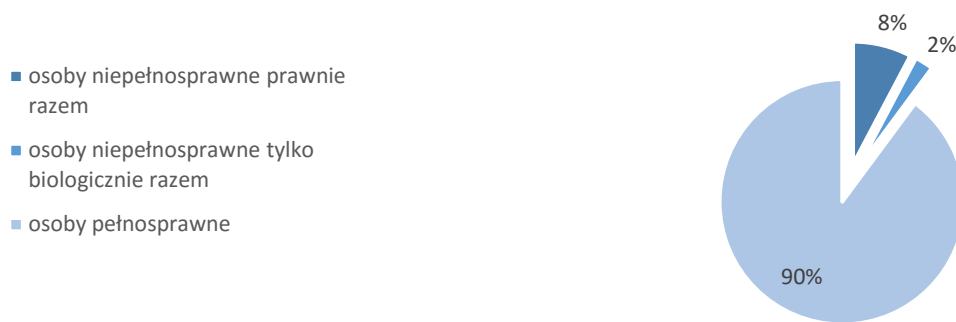 osoby niepełnosprawne prawnie
razem
osoby niepełnosprawne tylko
biologicznie razem
osoby pełnosprawne
8%
2%
90%